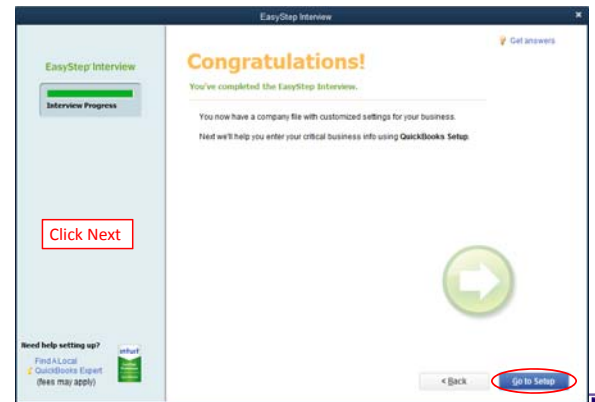 EasyStep Interview
×
Get answers
EasyStep Interview
Interview Progress
Congratulations!
You've completed the EasyStep Interview.
You now have a company file with customized settings for your business.
Next we'll help you enter your critical business info using QuickBooks Setup.
Click Next
Need help setting up?
Find A Local
QuickBooks Expert
(fees may apply)
intuit
< Back
Go to Setup